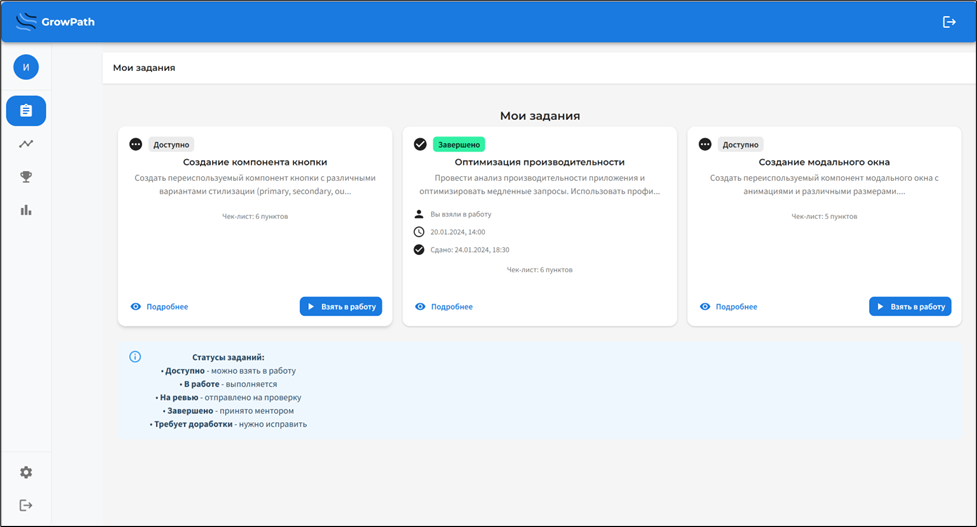 GrowPath
И
Мои задания
Мои задания
Доступно
Создание компонента кнопки
Создать переиспользуемый компонент кнопки с различными
вариантами стилизации (primary, secondary, ou...
Чек-лист: 6 пунктов
Подробнее
Взять в работу
Завершено
Оптимизация производительности
Провести анализ производительности приложения и
оптимизировать медленные запросы. Использовать профи...
Вы взяли в работу
20.01.2024, 14:00
Сдано: 24.01.2024, 18:30
Чек-лист: 6 пунктов
Подробнее
Доступно
Создание модального окна
Создать переиспользуемый компонент модального окна с
анимациями и различными размерами....
Чек-лист: 5 пунктов
Подробнее
Взять в работу
Статусы заданий:
• Доступно - можно взять в работу
• В работе - выполняется
• На ревью - отправлено на проверку
• Завершено - принято ментором
• Требует доработки - нужно исправить